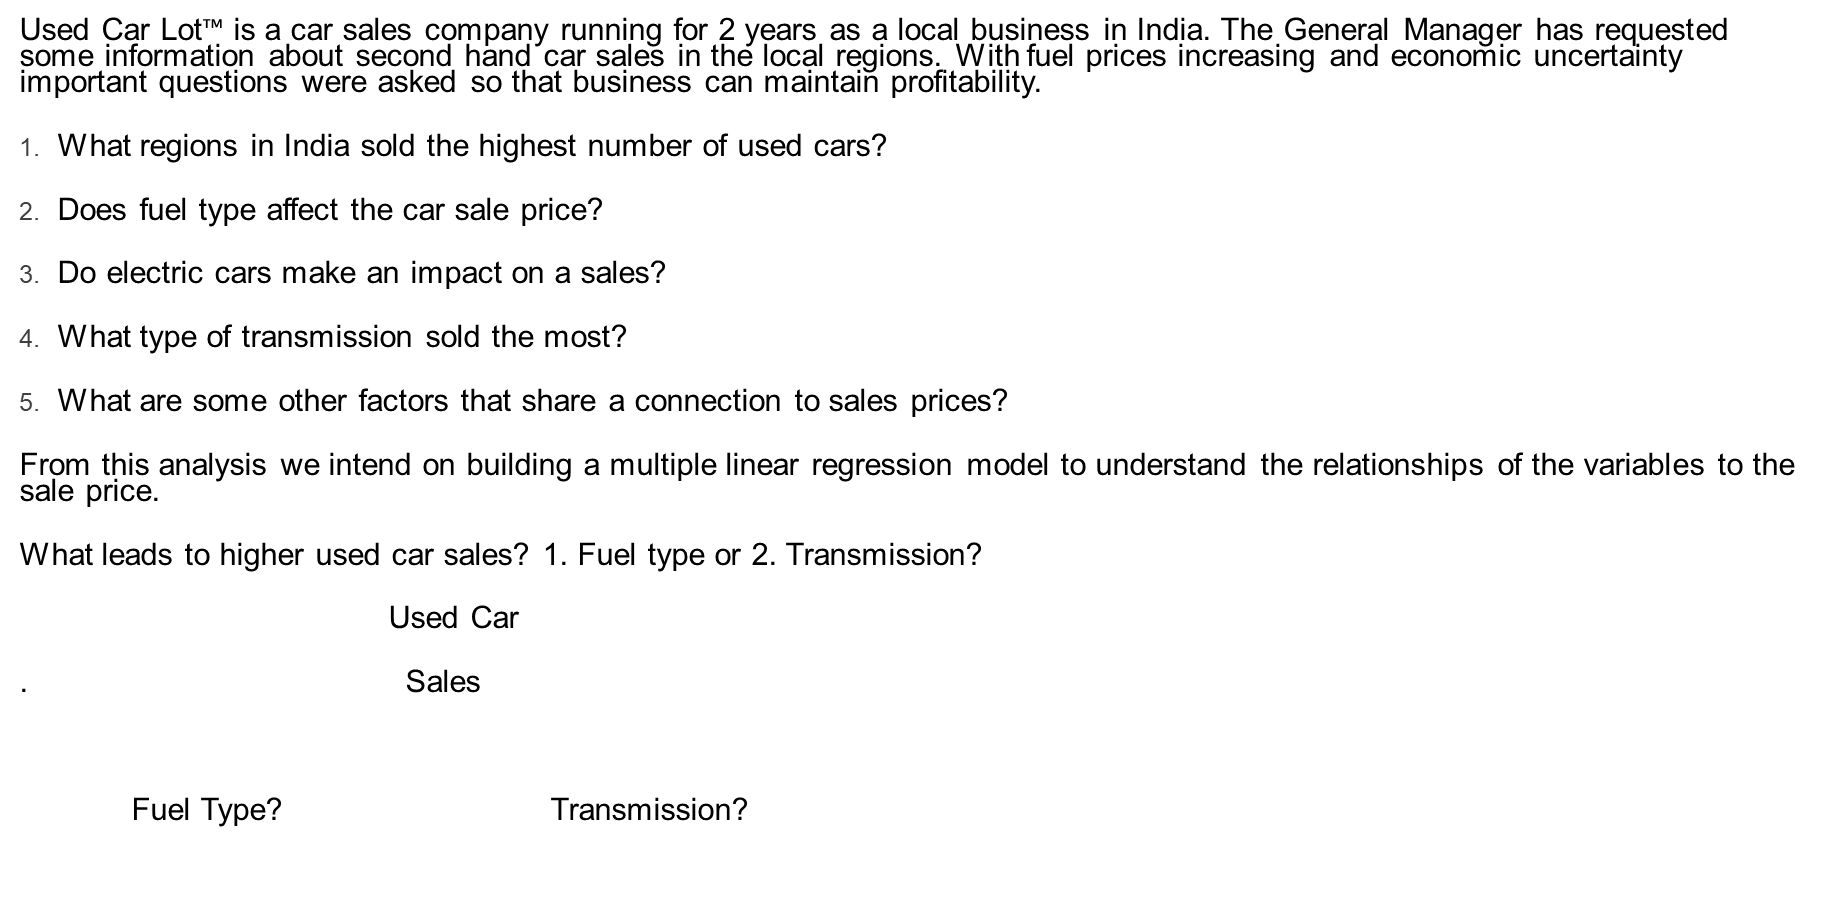 Used Car Lot™ is a car sales company running for 2 years as a local business in India. The General Manager has requested
some information about second hand car sales in the local regions. With fuel prices increasing and economic uncertainty
important questions were asked so that business can maintain profitability.
1. What regions in India sold the highest number of used cars?
2. Does fuel type affect the car sale price?
3. Do electric cars make an impact on a sales?
4. What type of transmission sold the most?
5. What are some other factors that share a connection to sales prices?
From this analysis we intend on building a multiple linear regression model to understand the relationships of the variables to the
sale price.
What leads to higher used car sales? 1. Fuel type or 2. Transmission?
Used Car
. Sales
Fuel Type? Transmission?